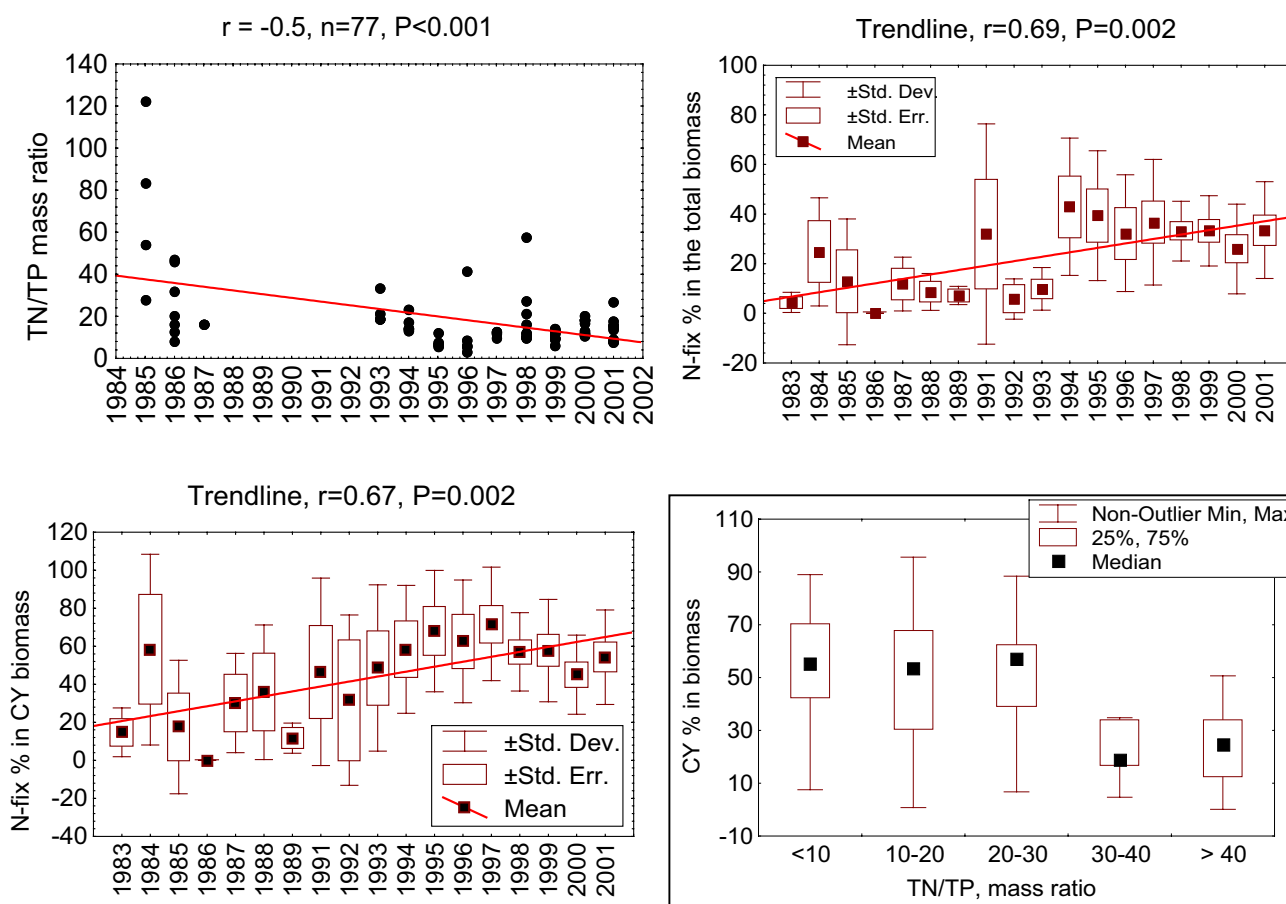 r = -0.5, n=77, P<0.001
TN/TP mass ratio
140
120
100
80
60
40
20
0
1984 1985 1986 1987 1988 1989 1990 1991 1992 1993 1994 1995 1996 1997 1998 1999 2000 2001 2002
Trendline, r=0.69, P=0.002
N-fix % in the total biomass
100
80
60
40
20
0
-20
±Std. Dev.
±Std. Err.
Mean
1983 1984 1985 1986 1987 1988 1989 1991 1992 1993 1994 1995 1996 1997 1998 1999 2000 2001
Trendline, r=0.67, P=0.002
N-fix % in CY biomass
120
100
80
60
40
20
0
-20
-40
±Std. Dev.
±Std. Err.
Mean
1983 1984 1985 1986 1987 1988 1989 1991 1992 1993 1994 1995 1996 1997 1998 1999 2000 2001
CY % in biomass
110
90
70
50
30
10
-10
Non-Outlier Min, Max
25%, 75%
Median
<10 10-20 20-30 30-40 > 40
TN/TP, mass ratio